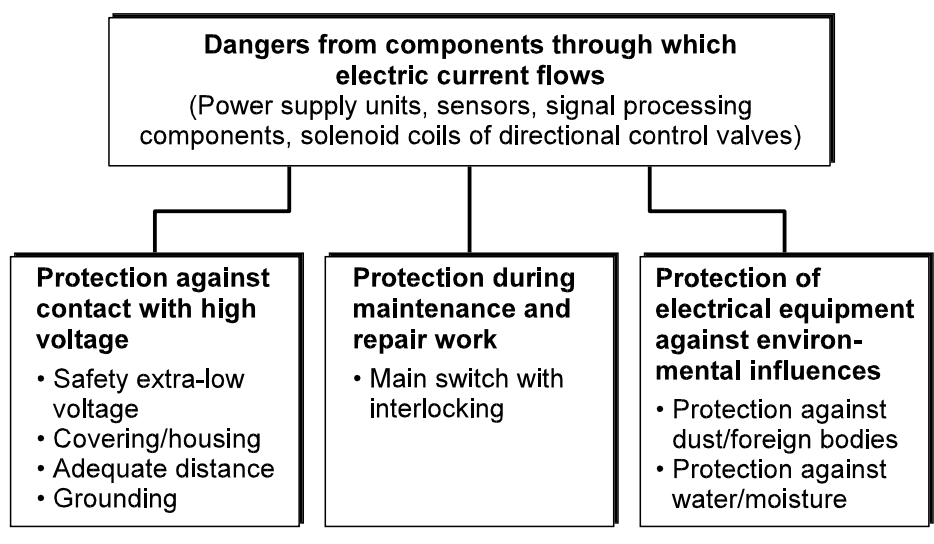 Dangers from components through which
electric current flows
(Power supply units, sensors, signal processing
components, solenoid coils of directional control valves)
Protection against
contact with high
voltage
• Safety extra-low
voltage
• Covering/housing
• Adequate distance
• Grounding
Protection during
maintenance and
repair work
• Main switch with
interlocking
Protection of
electrical equipment
against environ-
mental influences
• Protection against
dust/foreign bodies
• Protection against
water/moisture